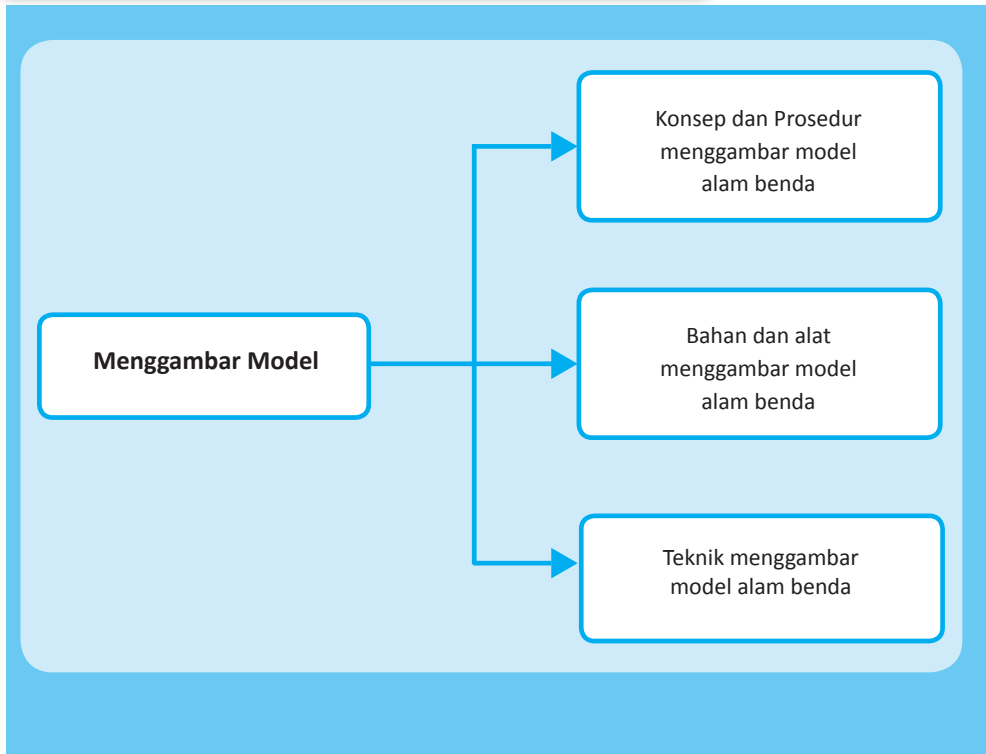 Konsep dan Prosedur
menggambar model
alam benda
Menggambar Model
Bahan dan alat
menggambar model
alam benda
Teknik menggambar
model alam benda